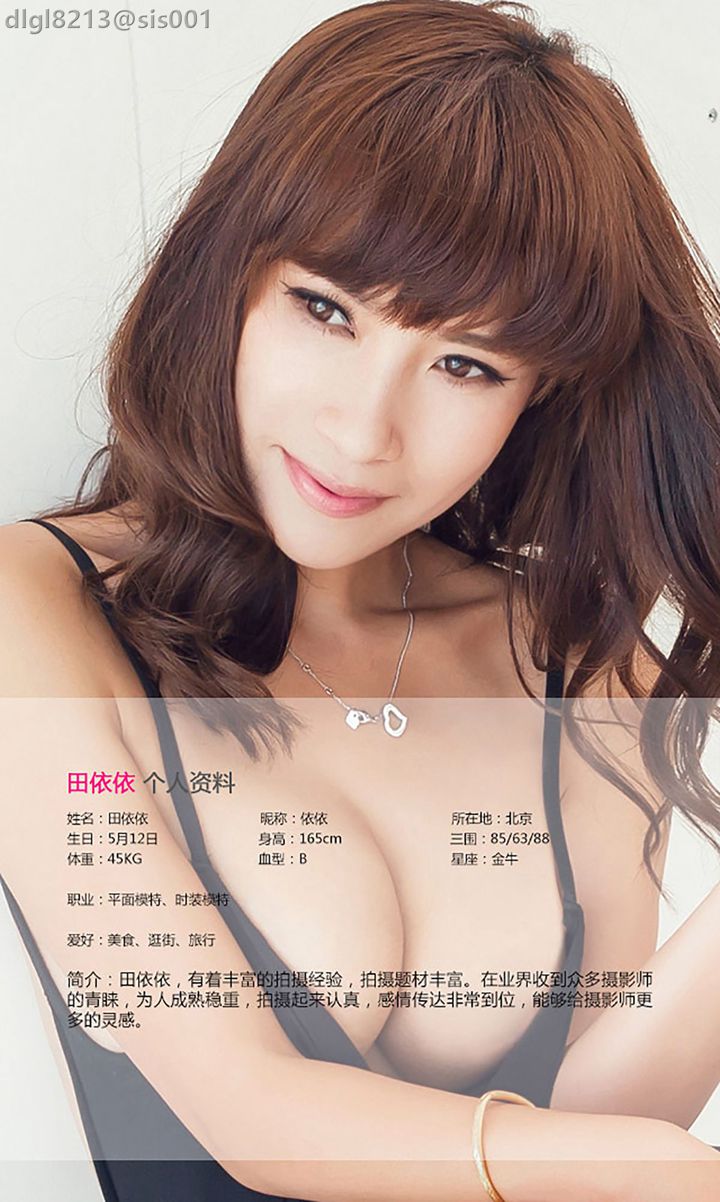 dlgl8213@sis001
田依依 个人资料
姓名：田依依 昵称：依依 所在地：北京
生日：5月12日 身高：165cm 三围：85/63/88
体重：45KG 血型：B 星座：金牛
职业：平面模特、时装模特
爱好：美食、逛街、旅行
简介：田依依，有着丰富的拍摄经验，拍摄题材丰富。在业界收到众多摄影师
的青睐，为人成熟稳重，拍摄起来认真，感情传达非常到位，能够给摄影师更
多的灵感。